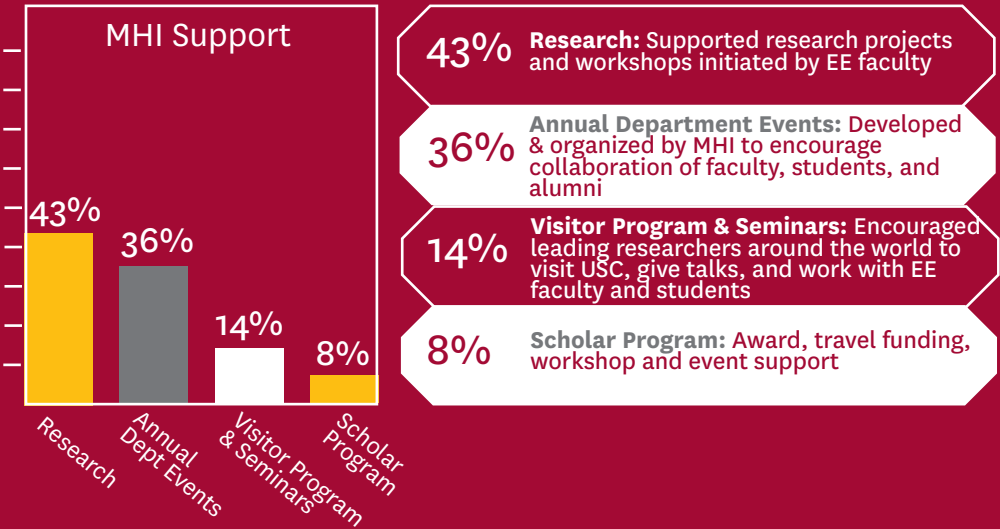 MHI Support
43%
36%
14%
8%
Research
Annual
Dept Events
Visitor Program
& Seminars
Scholar
Program
43%
Research: Supported research projects
and workshops initiated by EE faculty
36%
Annual Department Events: Developed
& organized by MHI to encourage
collaboration of faculty, students, and
alumni
14%
Visitor Program & Seminars: Encouraged
leading researchers around the world to
visit USC, give talks, and work with EE
faculty and students
8%
Scholar Program: Award, travel funding,
workshop and event support